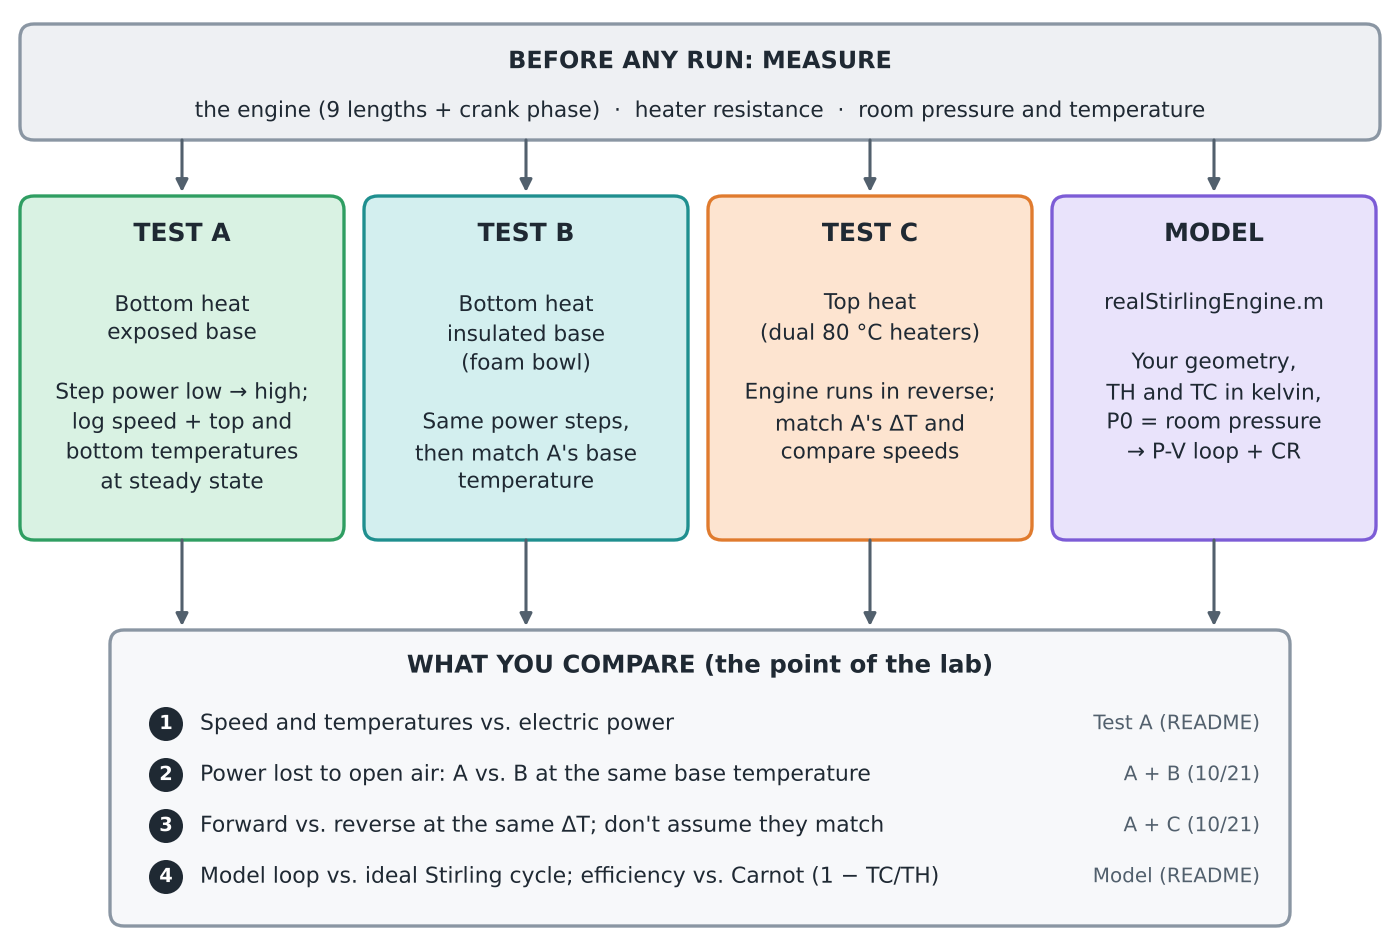 BEFORE ANY RUN: MEASURE
the engine (9 lengths + crank phase) · heater resistance · room pressure and temperature
TEST A
Bottom heat
exposed base
Step power low → high;
log speed + top and
bottom temperatures
at steady state
TEST B
Bottom heat
insulated base
(foam bowl)
Same power steps,
then match A's base
temperature
TEST C
Top heat
(dual 80 °C heaters)
Engine runs in reverse;
match A's ΔT and
compare speeds
MODEL
realStirlingEngine.m
Your geometry,
TH and TC in kelvin,
P0 = room pressure
→ P-V loop + CR
WHAT YOU COMPARE (the point of the lab)
1 Speed and temperatures vs. electric power Test A (README)
2 Power lost to open air: A vs. B at the same base temperature A + B (10/21)
3 Forward vs. reverse at the same ΔT; don't assume they match A + C (10/21)
4 Model loop vs. ideal Stirling cycle; efficiency vs. Carnot (1 − TC/TH) Model (README)